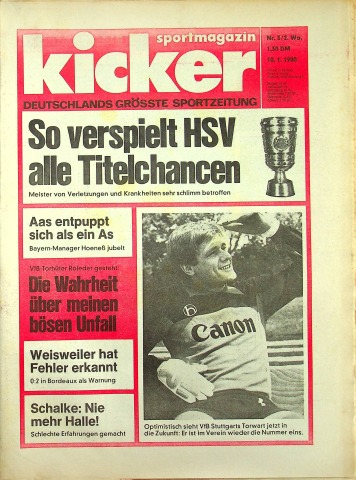 sportmagazin
kicker
DEUTSCHLANDS GRÖSSTE SPORTZEITUNG
Nr. 5/2. Wo.
1,50 DM
So verspielt HSV
alle Titelchancen
Meister von Verletzungen und Krankheiten sehr schlimm betroffen
Aas entpuppt
sich als ein As
Bayern-Manager Hoeneß jubelt
VfB-Torhüter Roleder gesteht:
Die Wahrheit
über meinen
bösen Unfall
Weisweiler hat
Fehler erkannt
0:2 in Bordeaux als Warnung
Schalke: Nie
mehr Halle!
Schlechte Erfahrungen gemacht
Canon
Optimistisch sieht VfB Stuttgarts Torwart jetzt in
die Zukunft: Er ist im Verein wieder die Nummer eins.